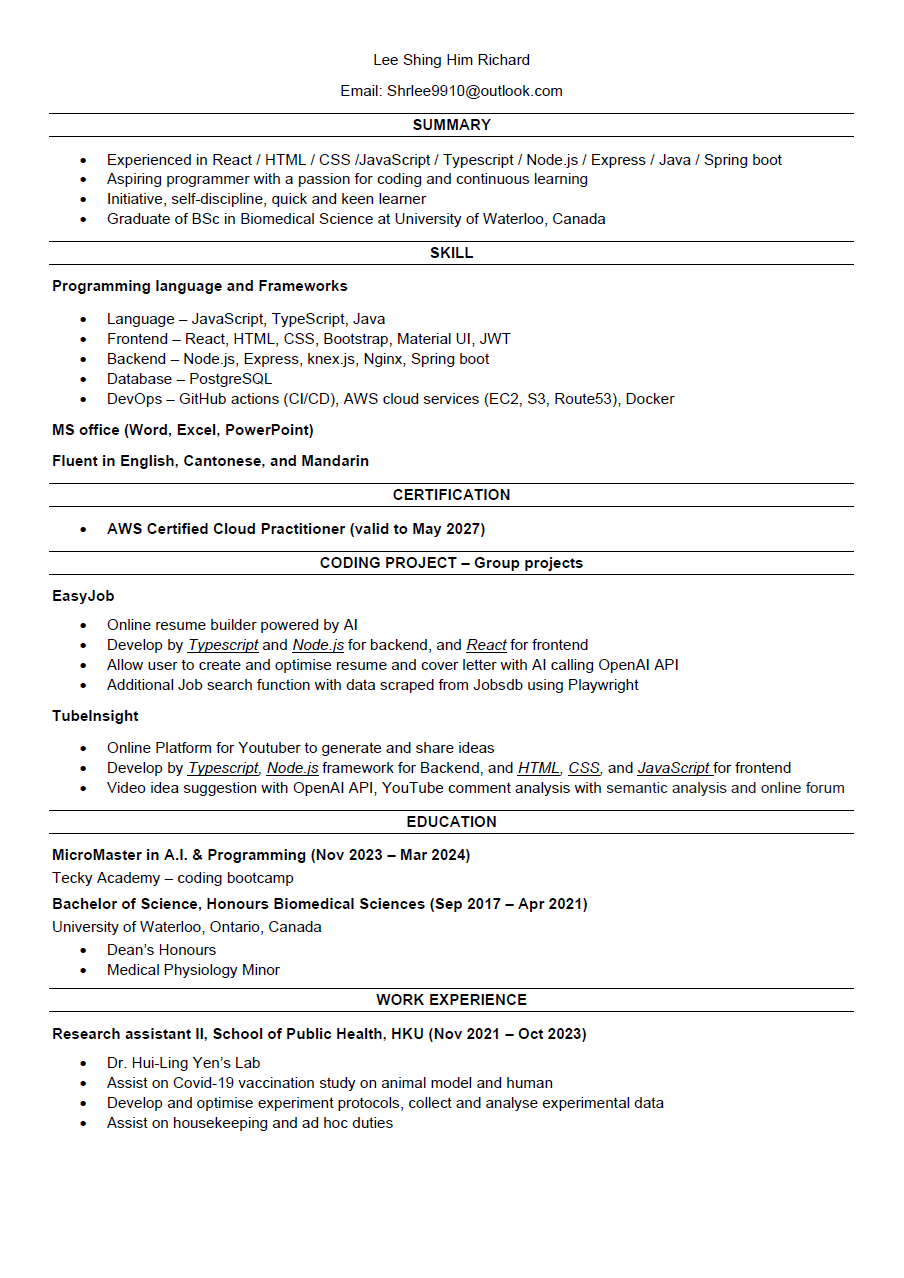 Lee Shing Him Richard
Email: Shrlee9910@outlook.com
SUMMARY
• Experienced in React / HTML / CSS /JavaScript / Typescript / Node.js / Express / Java / Spring boot
• Aspiring programmer with a passion for coding and continuous learning
• Initiative, self-discipline, quick and keen learner
• Graduate of BSc in Biomedical Science at University of Waterloo, Canada
SKILL
Programming language and Frameworks
• Language – JavaScript, TypeScript, Java
• Frontend – React, HTML, CSS, Bootstrap, Material UI, JWT
• Backend – Node.js, Express, knex.js, Nginx, Spring boot
• Database – PostgreSQL
• DevOps – GitHub actions (CI/CD), AWS cloud services (EC2, S3, Route53), Docker
MS office (Word, Excel, PowerPoint)
Fluent in English, Cantonese, and Mandarin
CERTIFICATION
• AWS Certified Cloud Practitioner (valid to May 2027)
CODING PROJECT – Group projects
EasyJob
• Online resume builder powered by AI
• Develop by Typescript and Node.js for backend, and React for frontend
• Allow user to create and optimise resume and cover letter with AI calling OpenAI API
• Additional Job search function with data scraped from Jobsdb using Playwright
TubeInsight
• Online Platform for Youtuber to generate and share ideas
• Develop by Typescript, Node.js framework for Backend, and HTML, CSS, and JavaScript for frontend
• Video idea suggestion with OpenAI API, YouTube comment analysis with semantic analysis and online forum
EDUCATION
MicroMaster in A.I. & Programming (Nov 2023 – Mar 2024)
Tecky Academy – coding bootcamp
Bachelor of Science, Honours Biomedical Sciences (Sep 2017 – Apr 2021)
University of Waterloo, Ontario, Canada
• Dean’s Honours
• Medical Physiology Minor
WORK EXPERIENCE
Research assistant II, School of Public Health, HKU (Nov 2021 – Oct 2023)
• Dr. Hui-Ling Yen’s Lab
• Assist on Covid-19 vaccination study on animal model and human
• Develop and optimise experiment protocols, collect and analyse experimental data
• Assist on housekeeping and ad hoc duties